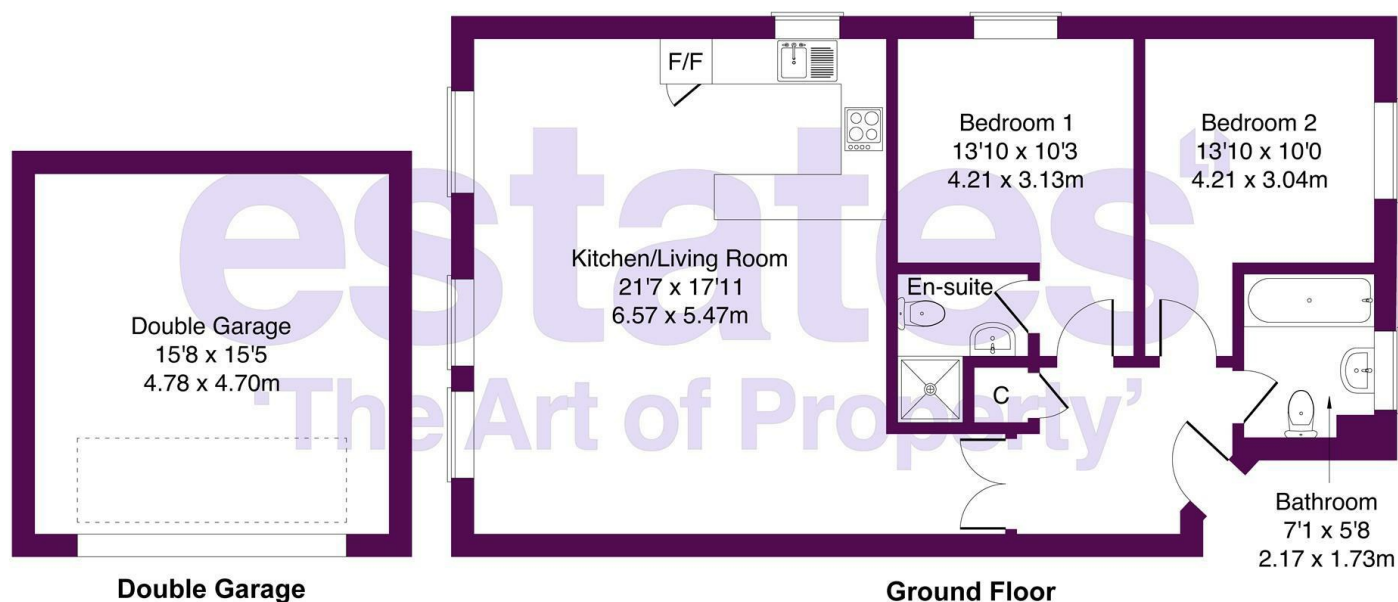 F/F
Bedroom 1
13'10 x 10'3
4.21 x 3.13m
Bedroom 2
13'10 x 10'0
4.21 x 3.04m
estates"
Kitchen/Living Room
21'7 x 17'11
6.57 x 5.47m
En-suite
Double Garage
15'8 x 15'5
4.78 x 4.70m
C
'The Art of Property'
Bathroom
7'1 x 5'8
2.17 x 1.73m
Double Garage
Ground Floor